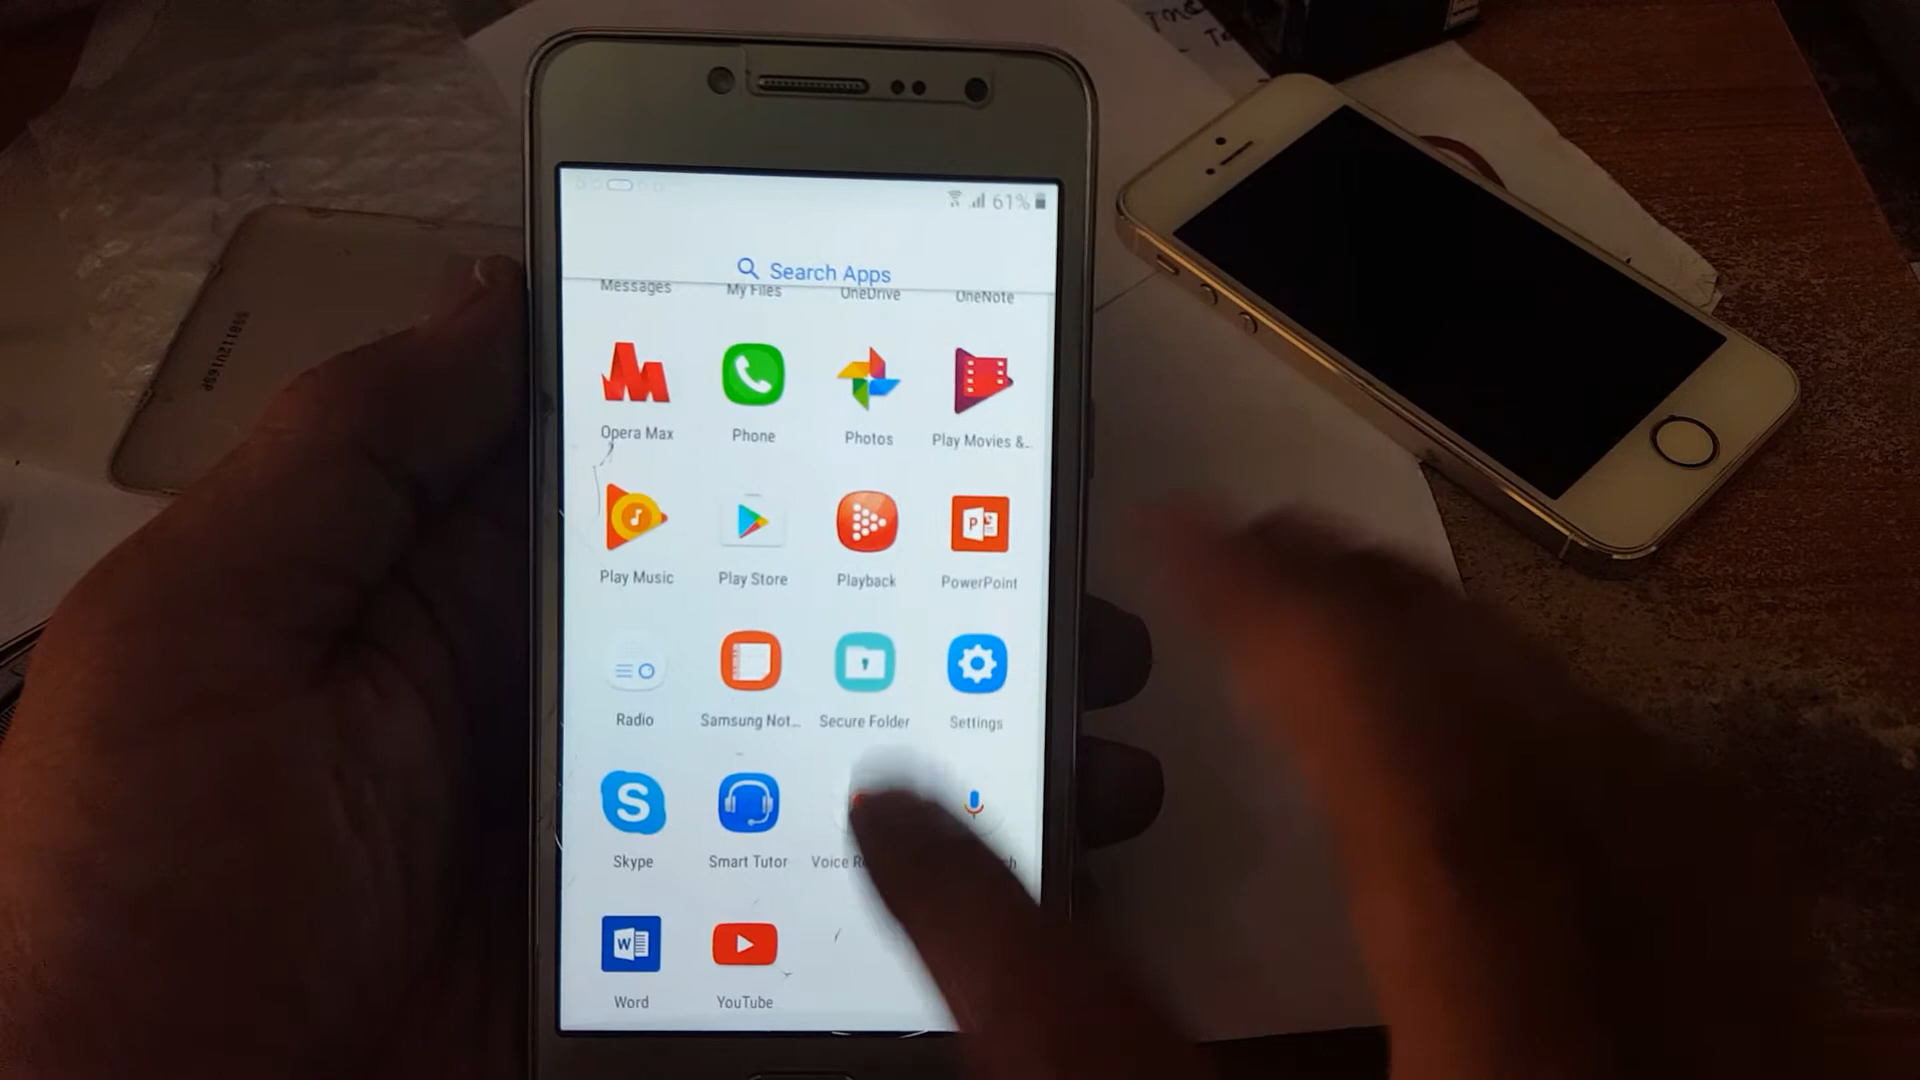 61%
Search Apps
Messages My Files OneDrive OneNote
Opera Max Phone Photos Play Movies &...
Play Music Play Store Playback PowerPoint
Radio Samsung Not... Secure Folder Settings
Skype Smart Tutor Voice
Word YouTube